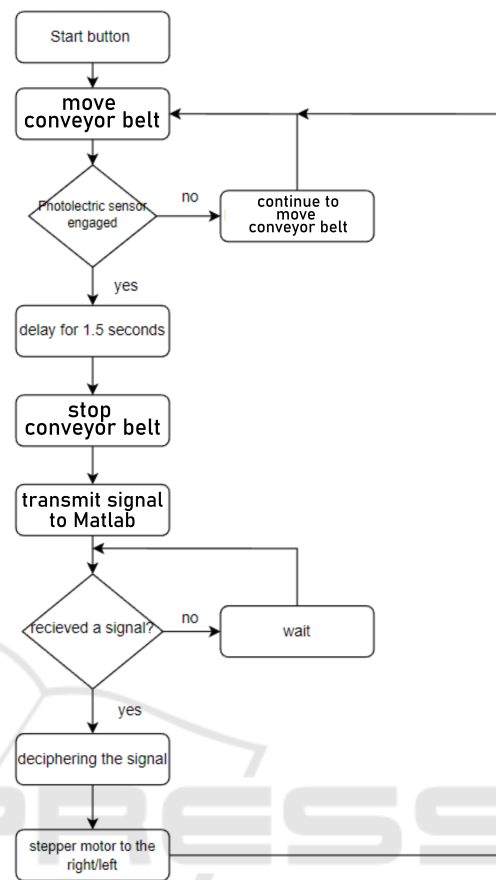 Start button
move
conveyor belt
Photolectric sensor
engaged
no
continue to
move
conveyor belt
yes
delay for 1.5 seconds
stop
conveyor belt
transmit signal
to Matlab
recieved a signal?
no
wait
yes
deciphering the signal
PRESS
stepper motor to the
right/left